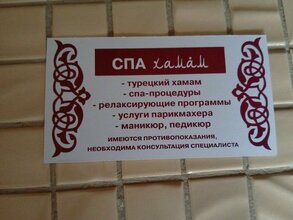 СПА хамам
- турецкий хамам
- спа-процедуры
- релаксирующие программы
- услуги парикмахера
- маникюр, педикюр
ИМЕЮТСЯ ПРОТИВОПОКАЗАНИЯ,
НЕОБХОДИМА КОНСУЛЬТАЦИЯ СПЕЦИАЛИСТА